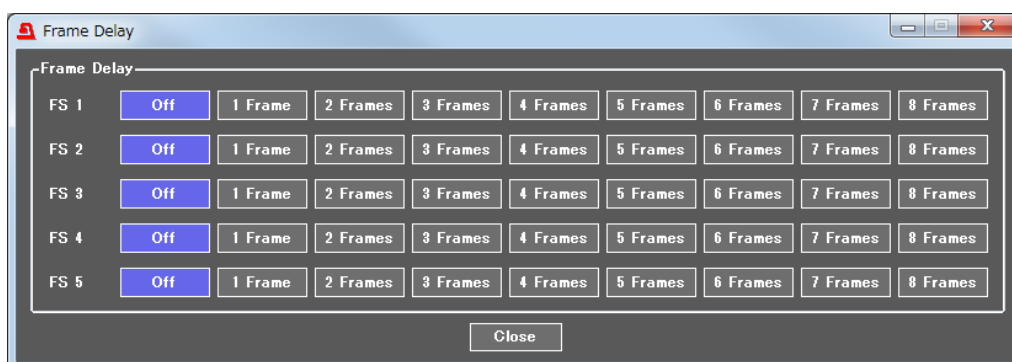 Frame Delay
Frame Delay
FS 1 Off 1 Frame 2 Frames 3 Frames 4 Frames 5 Frames 6 Frames 7 Frames 8 Frames
FS 2 Off 1 Frame 2 Frames 3 Frames 4 Frames 5 Frames 6 Frames 7 Frames 8 Frames
FS 3 Off 1 Frame 2 Frames 3 Frames 4 Frames 5 Frames 6 Frames 7 Frames 8 Frames
FS 4 Off 1 Frame 2 Frames 3 Frames 4 Frames 5 Frames 6 Frames 7 Frames 8 Frames
FS 5 Off 1 Frame 2 Frames 3 Frames 4 Frames 5 Frames 6 Frames 7 Frames 8 Frames
Close